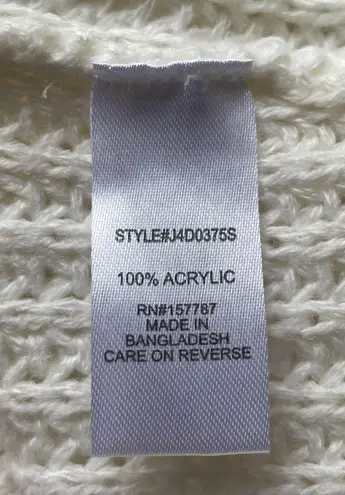 STYLE#J4D0375S
100% ACRYLIC
RN#157787
MADE IN
BANGLADESH
CARE ON REVERSE